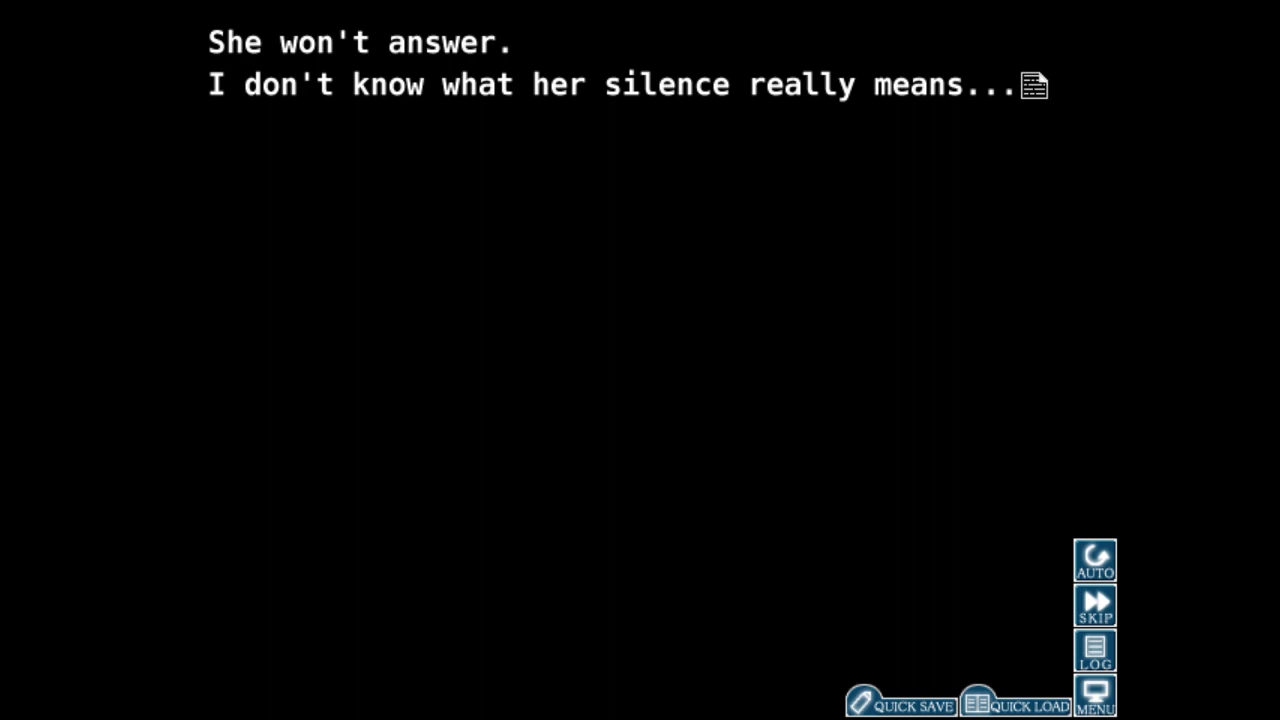 She won't answer.
I don't know what her silence really means...
AUTO
SKIP
LOG
QUICK SAVE
QUICK LOAD
MENU